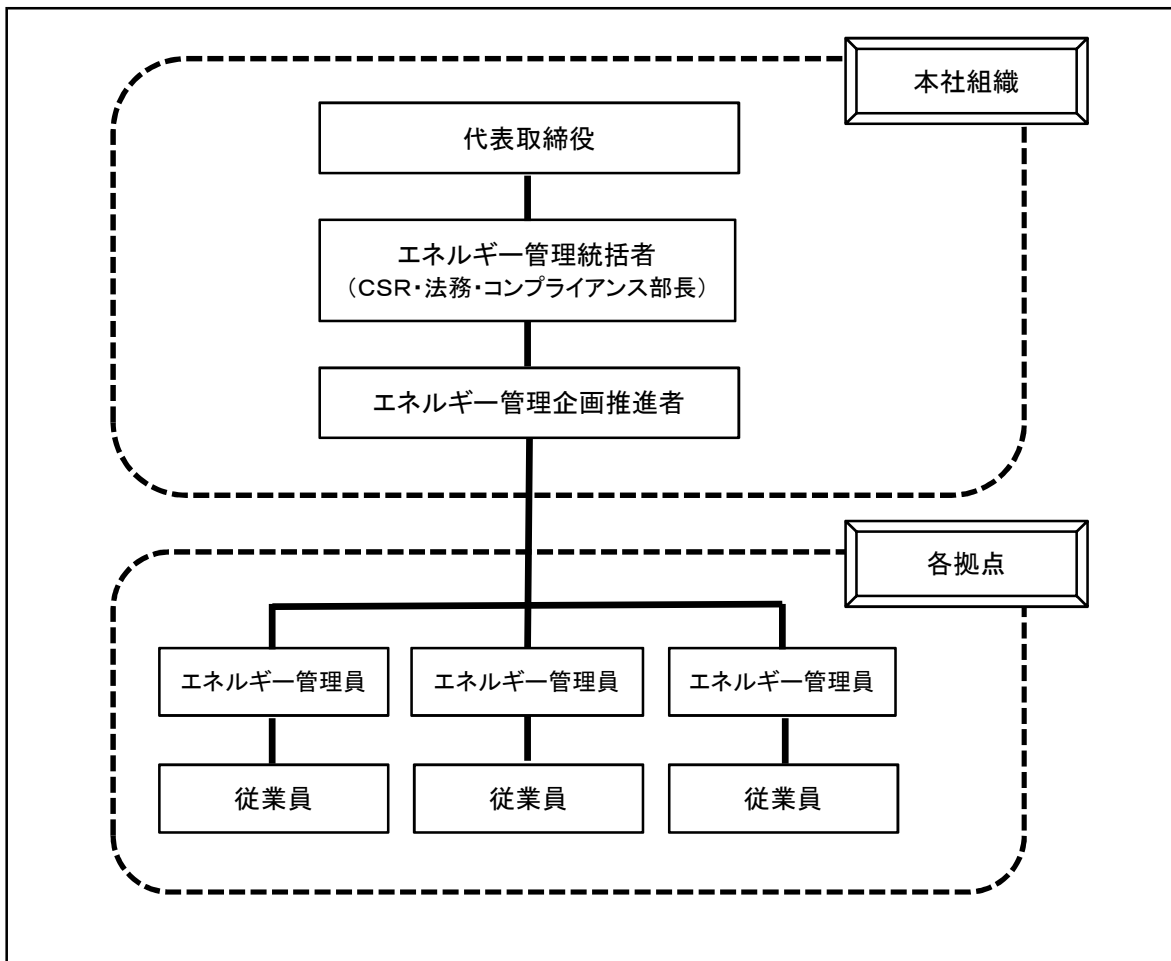 本社組織
代表取締役
エネルギー管理統括者
（CSR・法務・コンプライアンス部長）
エネルギー管理企画推進者
各拠点
エネルギー管理員
エネルギー管理員
エネルギー管理員
従業員
従業員
従業員